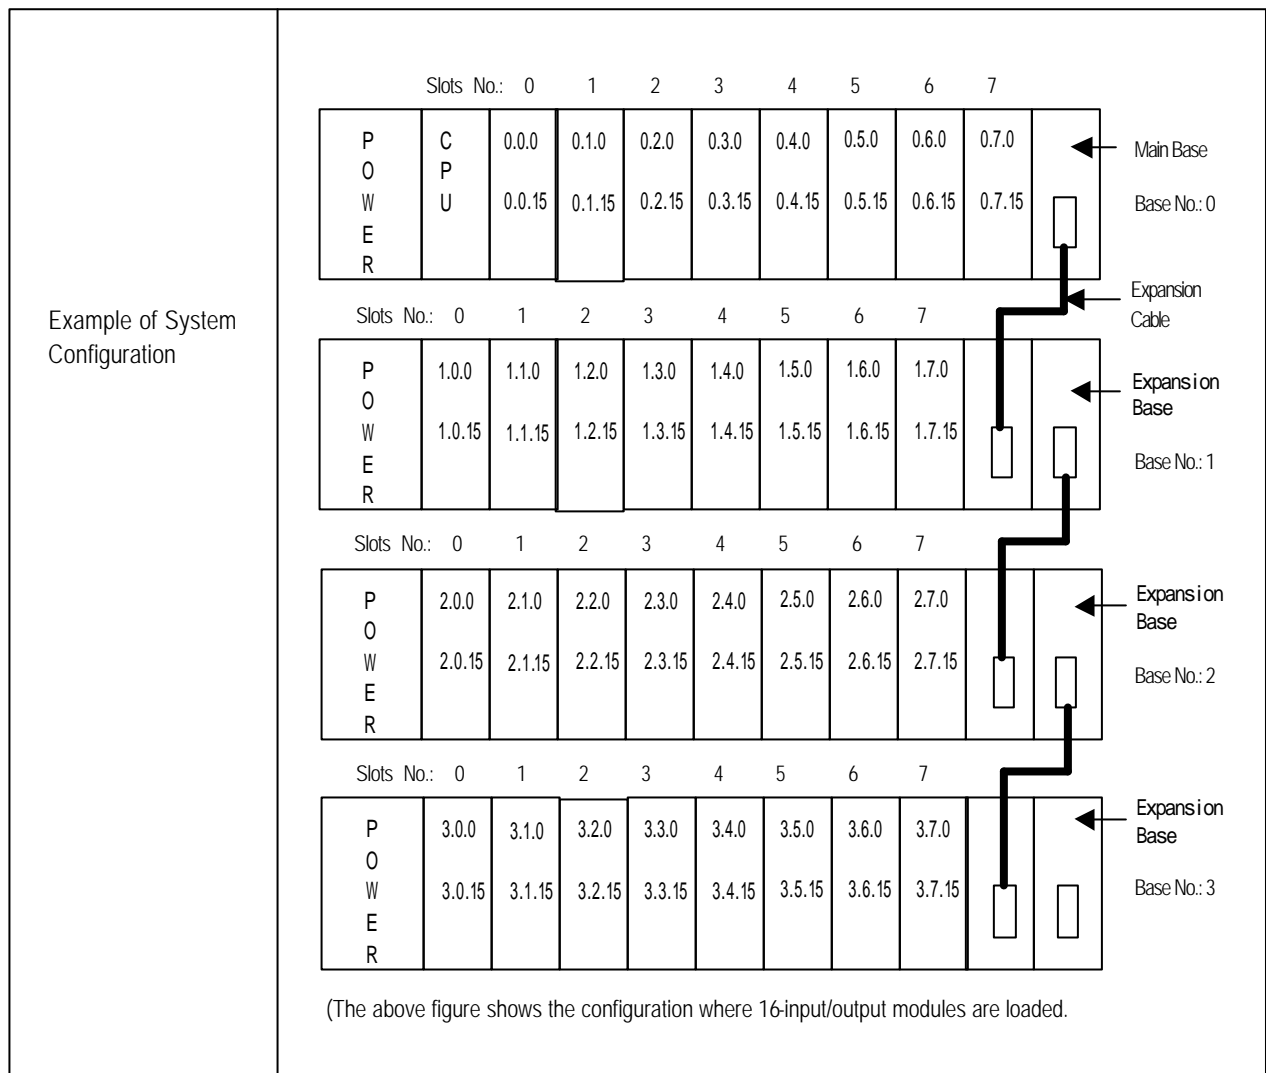 Example of System
Configuration
Slots No.: 0 1 2 3 4 5 6 7
POWER CPU 0.0.0 0.1.0 0.2.0 0.3.0 0.4.0 0.5.0 0.6.0 0.7.0 Main Base
0.0.15 0.1.15 0.2.15 0.3.15 0.4.15 0.5.15 0.6.15 0.7.15 Base No.: 0
Expansion
Cable
Slots No.: 0 1 2 3 4 5 6 7
POWER 1.0.0 1.1.0 1.2.0 1.3.0 1.4.0 1.5.0 1.6.0 1.7.0 Expansion
Base
1.0.15 1.1.15 1.2.15 1.3.15 1.4.15 1.5.15 1.6.15 1.7.15 Base No.: 1
Slots No.: 0 1 2 3 4 5 6 7
POWER 2.0.0 2.1.0 2.2.0 2.3.0 2.4.0 2.5.0 2.6.0 2.7.0 Expansion
Base
2.0.15 2.1.15 2.2.15 2.3.15 2.4.15 2.5.15 2.6.15 2.7.15 Base No.: 2
Slots No.: 0 1 2 3 4 5 6 7
POWER 3.0.0 3.1.0 3.2.0 3.3.0 3.4.0 3.5.0 3.6.0 3.7.0 Expansion
Base
3.0.15 3.1.15 3.2.15 3.3.15 3.4.15 3.5.15 3.6.15 3.7.15 Base No.: 3
(The above figure shows the configuration where 16-input/output modules are loaded.